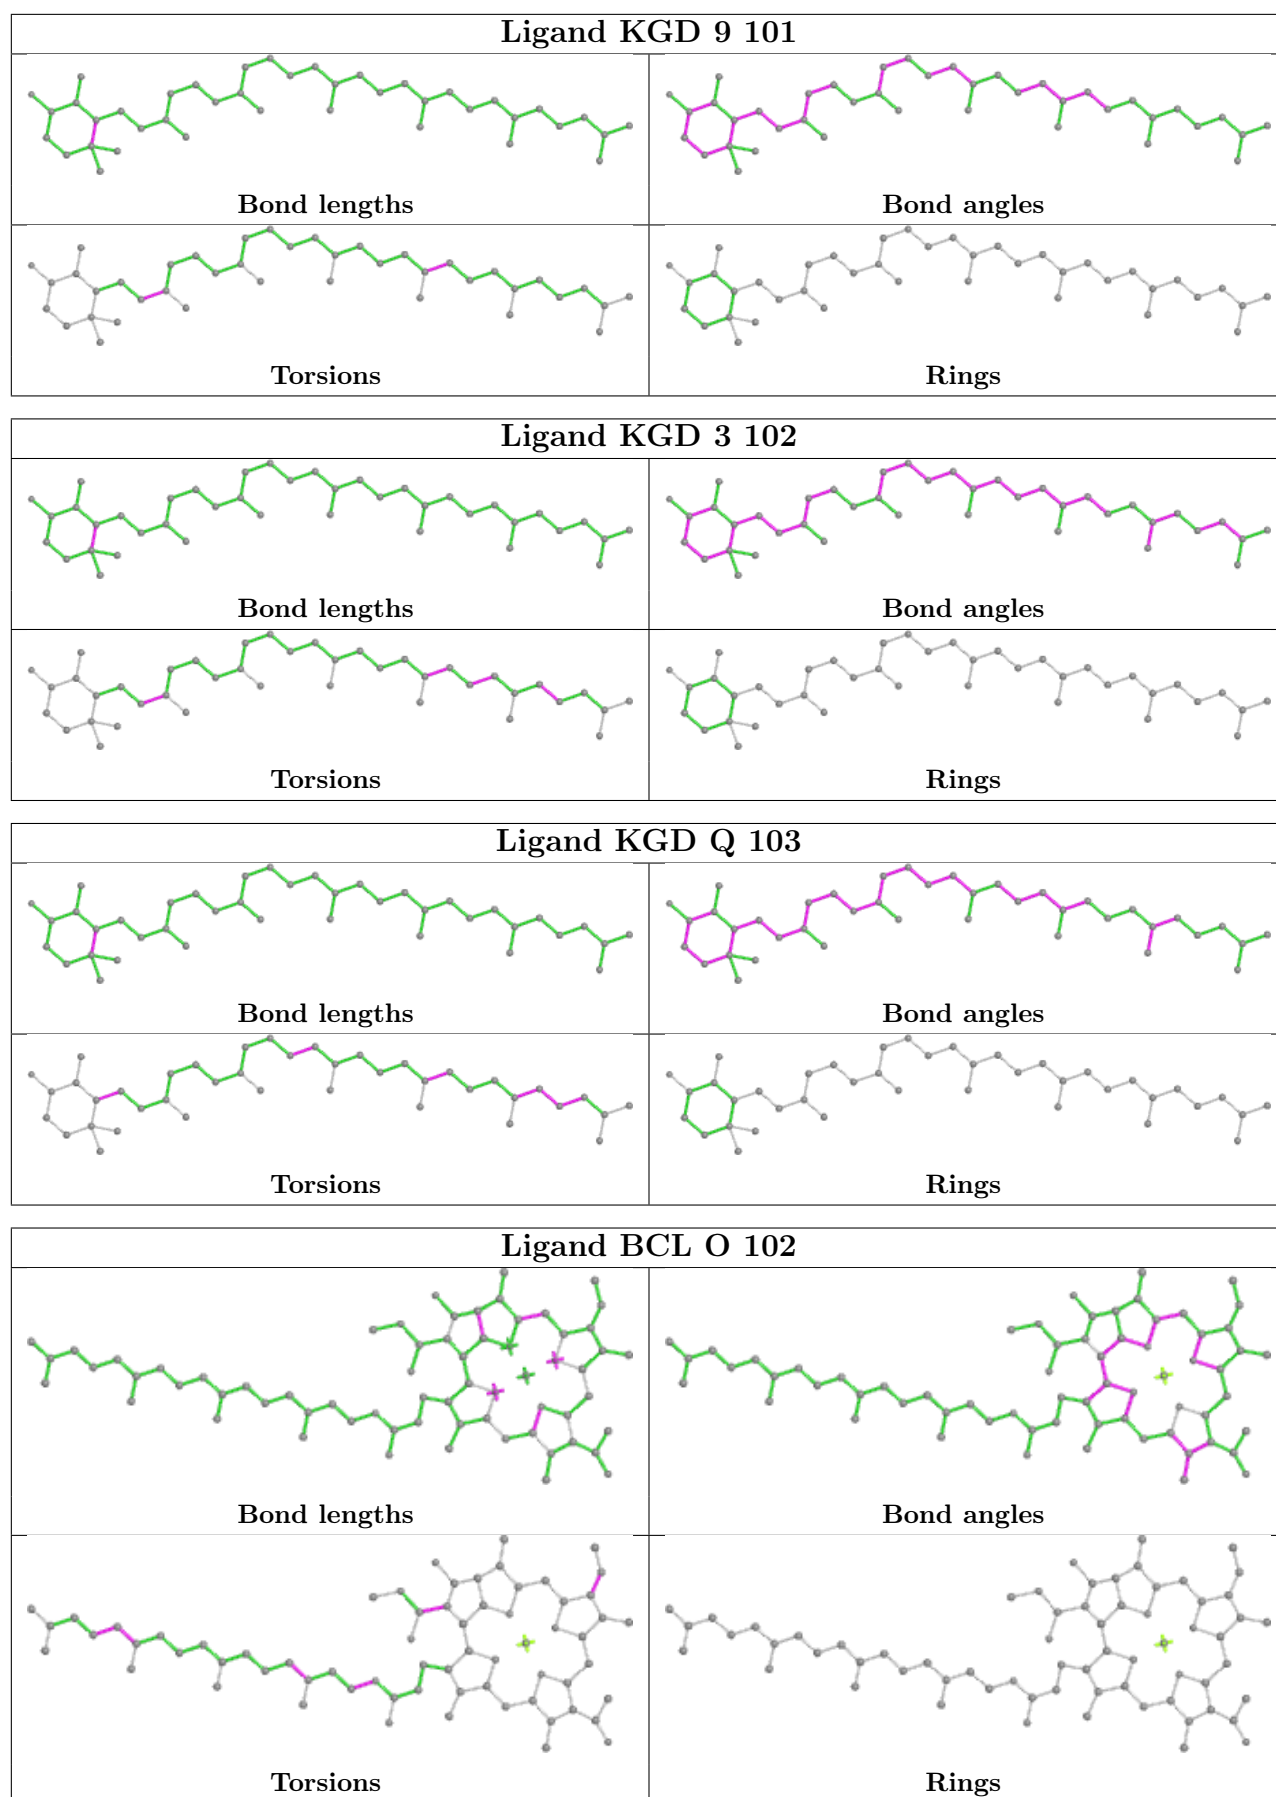 Ligand KGD 9 101
Bond lengths
Bond angles
Torsions
Rings
Ligand KGD 3 102
Bond lengths
Bond angles
Torsions
Rings
Ligand KGD Q 103
Bond lengths
Bond angles
Torsions
Rings
Ligand BCL O 102
Bond lengths
Bond angles
Torsions
Rings